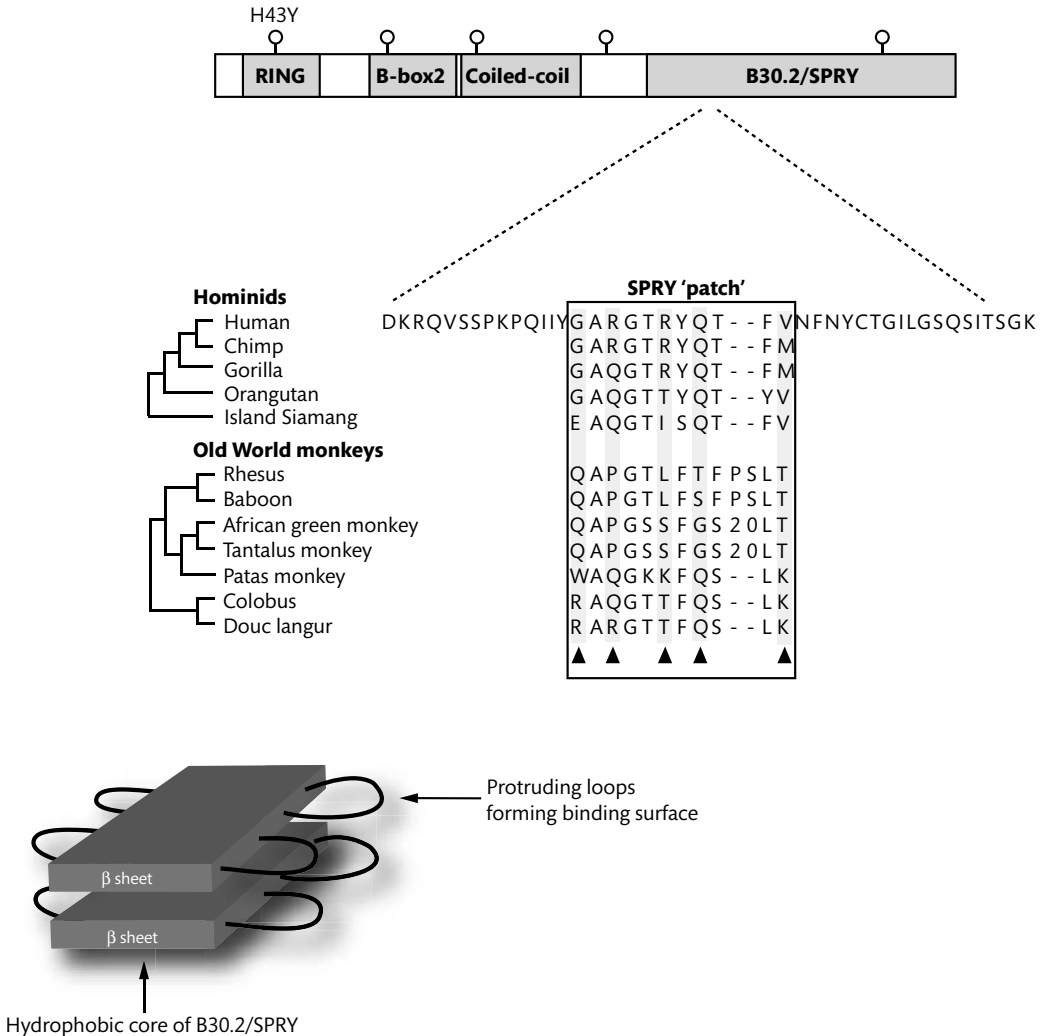 H43Y
RING B-box2 Coiled-coil B30.2/SPRY
SPRY 'patch'
Hominids
Human DKRQVSSPKPQIIYGARGTRYQT--FVNFNYCTGILGSQSITSGK
Chimp GARGTRYQT--FM
Gorilla GAQGTRYQT--FM
Orangutan GAQGTTYQT--YV
Island Siamang EAQGTISQT--FV
Old World monkeys
Rhesus QAPGTLFTFPSLT
Baboon QAPGTLFSFPSLT
African green monkey QAPGSSFGS20LT
Tantalus monkey QAPGSSFGS20LT
Patas monkey WAQGKKFQS--LK
Colobus RAQGTTFQS--LK
Douc langur RARGTTFQS--LK
Protruding loops
forming binding surface
β sheet
β sheet
Hydrophobic core of B30.2/SPRY